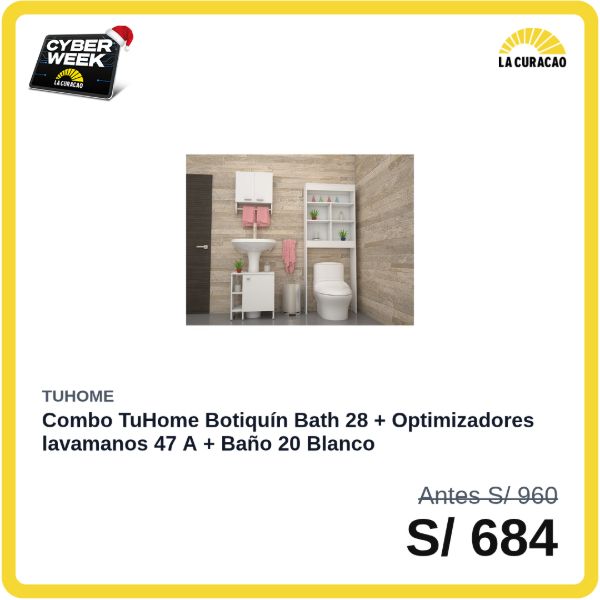 CYBER
WEEK
LA CURACAO
LA CURACAO
TUHOME
Combo TuHome Botiquín Bath 28 + Optimizadores
lavamanos 47 A + Baño 20 Blanco
Antes S/ 960
S/ 684